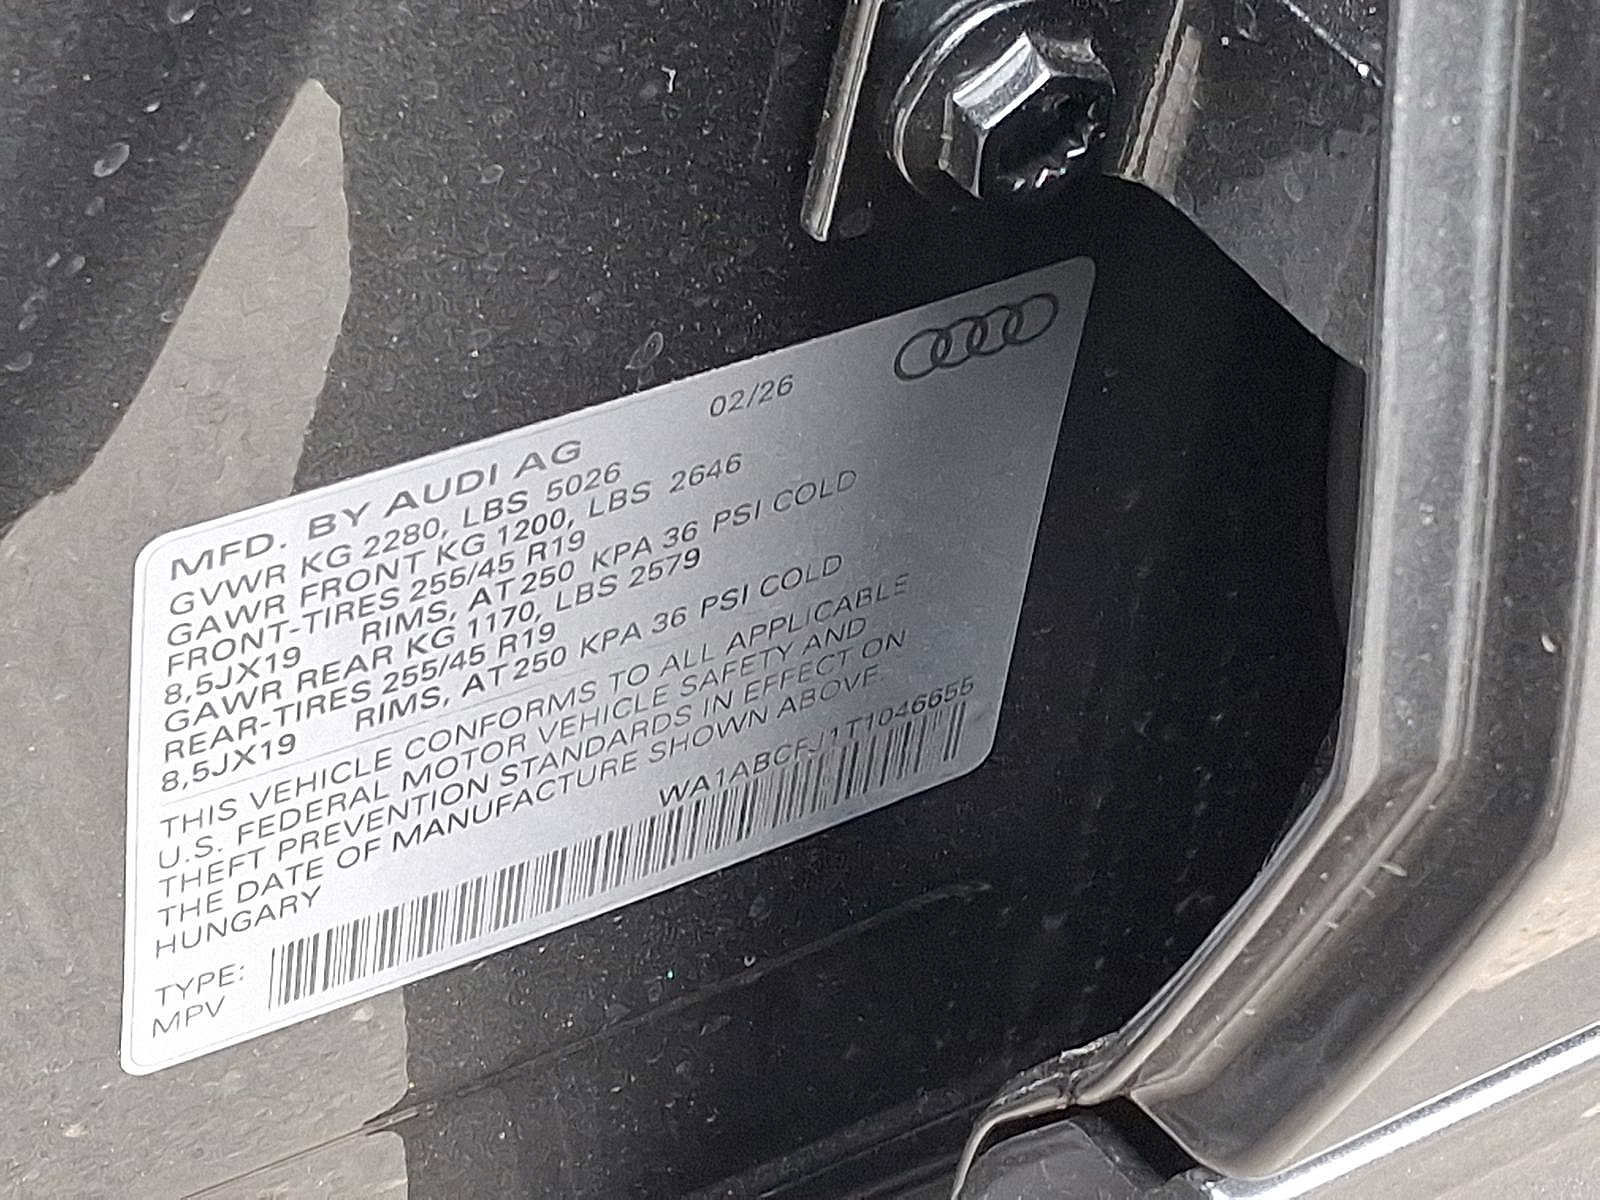 02/26
MFD. BY AUDI AG
GVWR KG 2280, LBS 5026
GAWR FRONT KG 1200, LBS 2646
FRONT-TIRES 255/45 R19
8,5JX19 RIMS, AT 250 KPA 36 PSI COLD
GAWR REAR KG 1170, LBS 2579
REAR-TIRES 255/45 R19
8,5JX19 RIMS, AT 250 KPA 36 PSI COLD
THIS VEHICLE CONFORMS TO ALL APPLICABLE
U.S. FEDERAL MOTOR VEHICLE SAFETY AND
THEFT PREVENTION STANDARDS IN EFFECT ON
THE DATE OF MANUFACTURE SHOWN ABOVE.
HUNGARY
WA1ABCFJ1T1046655
TYPE:
MPV